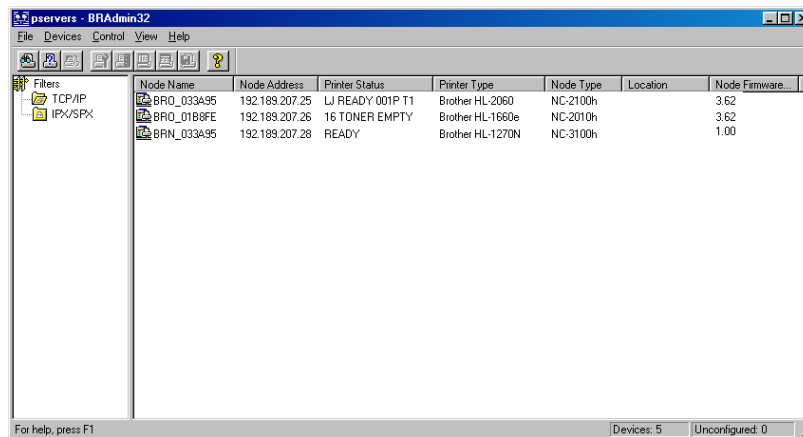 pservers - BRAdmin32
File Devices Control View Help
Filters
TCP/IP
IPX/SPX
Node Name Node Address Printer Status Printer Type Node Type Location Node Firmware...
BRO_033A95 192.189.207.25 LJ READY 001P T1 Brother HL-2060 NC-2100h 3.62
BRO_01B8FE 192.189.207.26 16 TONER EMPTY Brother HL-1660e NC-2010h 3.62
BRN_033A95 192.189.207.28 READY Brother HL-1270N NC-3100h 1.00
For help, press F1 Devices: 5 Unconfigured: 0